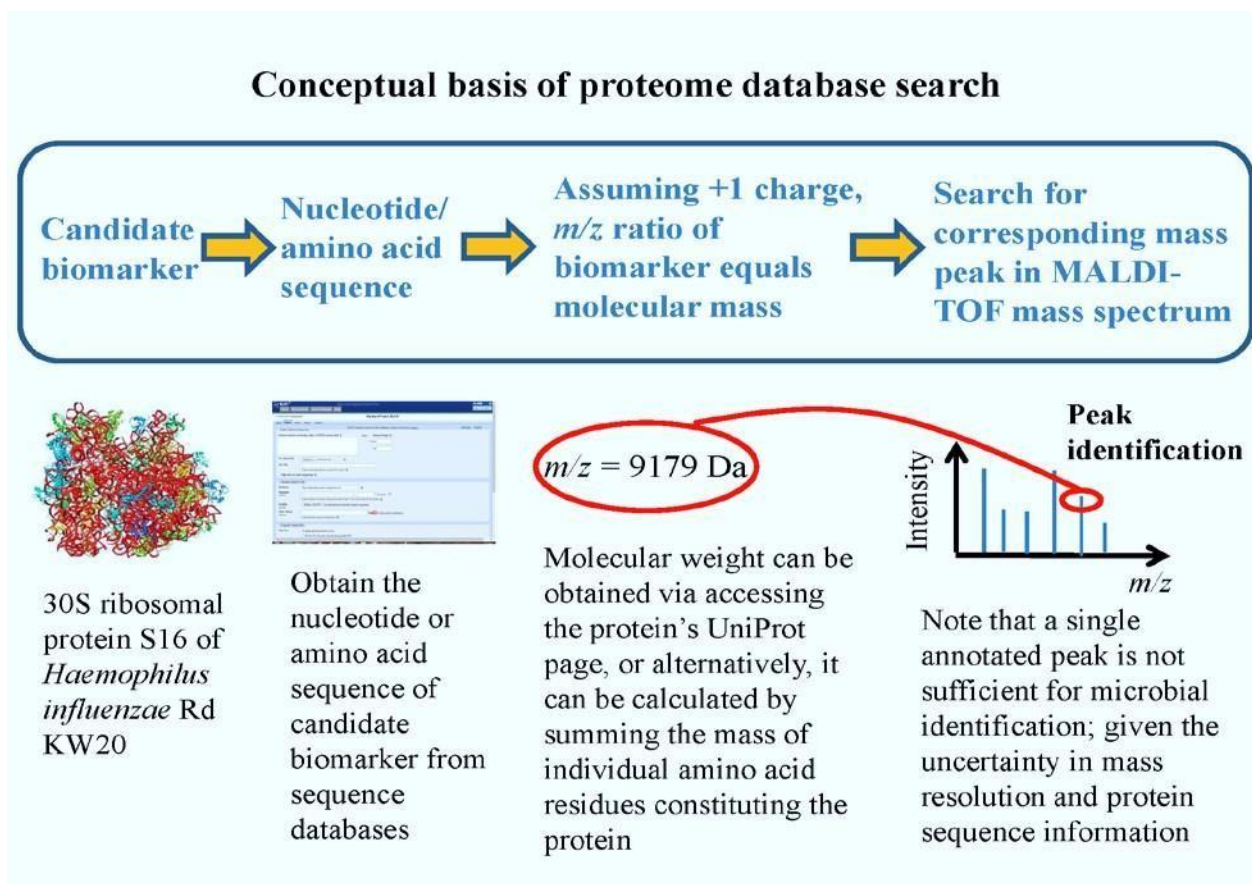 Conceptual basis of proteome database search
Candidate
biomarker
Nucleotide/
amino acid
sequence
Assuming +1 charge,
m/z ratio of
biomarker equals
molecular mass
Search for
corresponding mass
peak in MALDI-
TOF mass spectrum
30S ribosomal
protein S16 of
Haemophilus
influenzae Rd
KW20
Obtain the
nucleotide or
amino acid
sequence of
candidate
biomarker from
sequence
databases
m/z = 9179 Da
Molecular weight can be
obtained via accessing
the protein's UniProt
page, or alternatively, it
can be calculated by
summing the mass of
individual amino acid
residues constituting the
protein
Peak
identification
Intensity
m/z
Note that a single
annotated peak is not
sufficient for microbial
identification; given the
uncertainty in mass
resolution and protein
sequence information